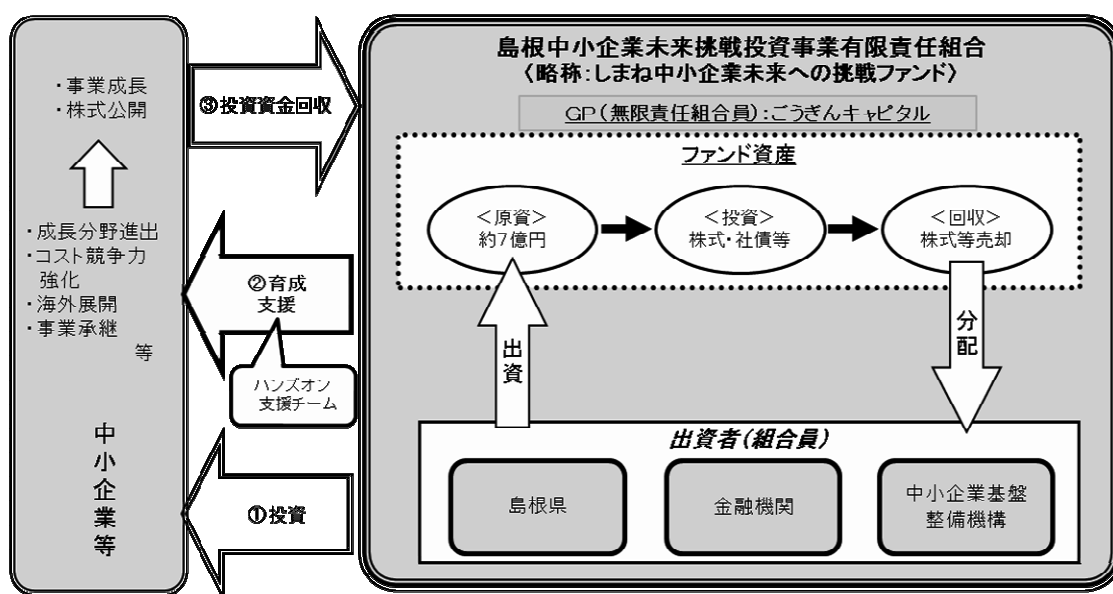 島根中小企業未来挑戦投資事業有限責任組合
〈略称：しまね中小企業未来への挑戦ファンド〉
GP（無限責任組合員）：ごうぎんキャピタル
ファンド資産
＜原資＞
約7億円
＜投資＞
株式・社債等
＜回収＞
株式等売却
出資
分配
出資者（組合員）
島根県
金融機関
中小企業基盤
整備機構
③投資資金回収
②育成
支援
ハンズオン
支援チーム
①投資
・事業成長
・株式公開
・成長分野進出
・コスト競争力
強化
・海外展開
・事業承継
等
中小企業等